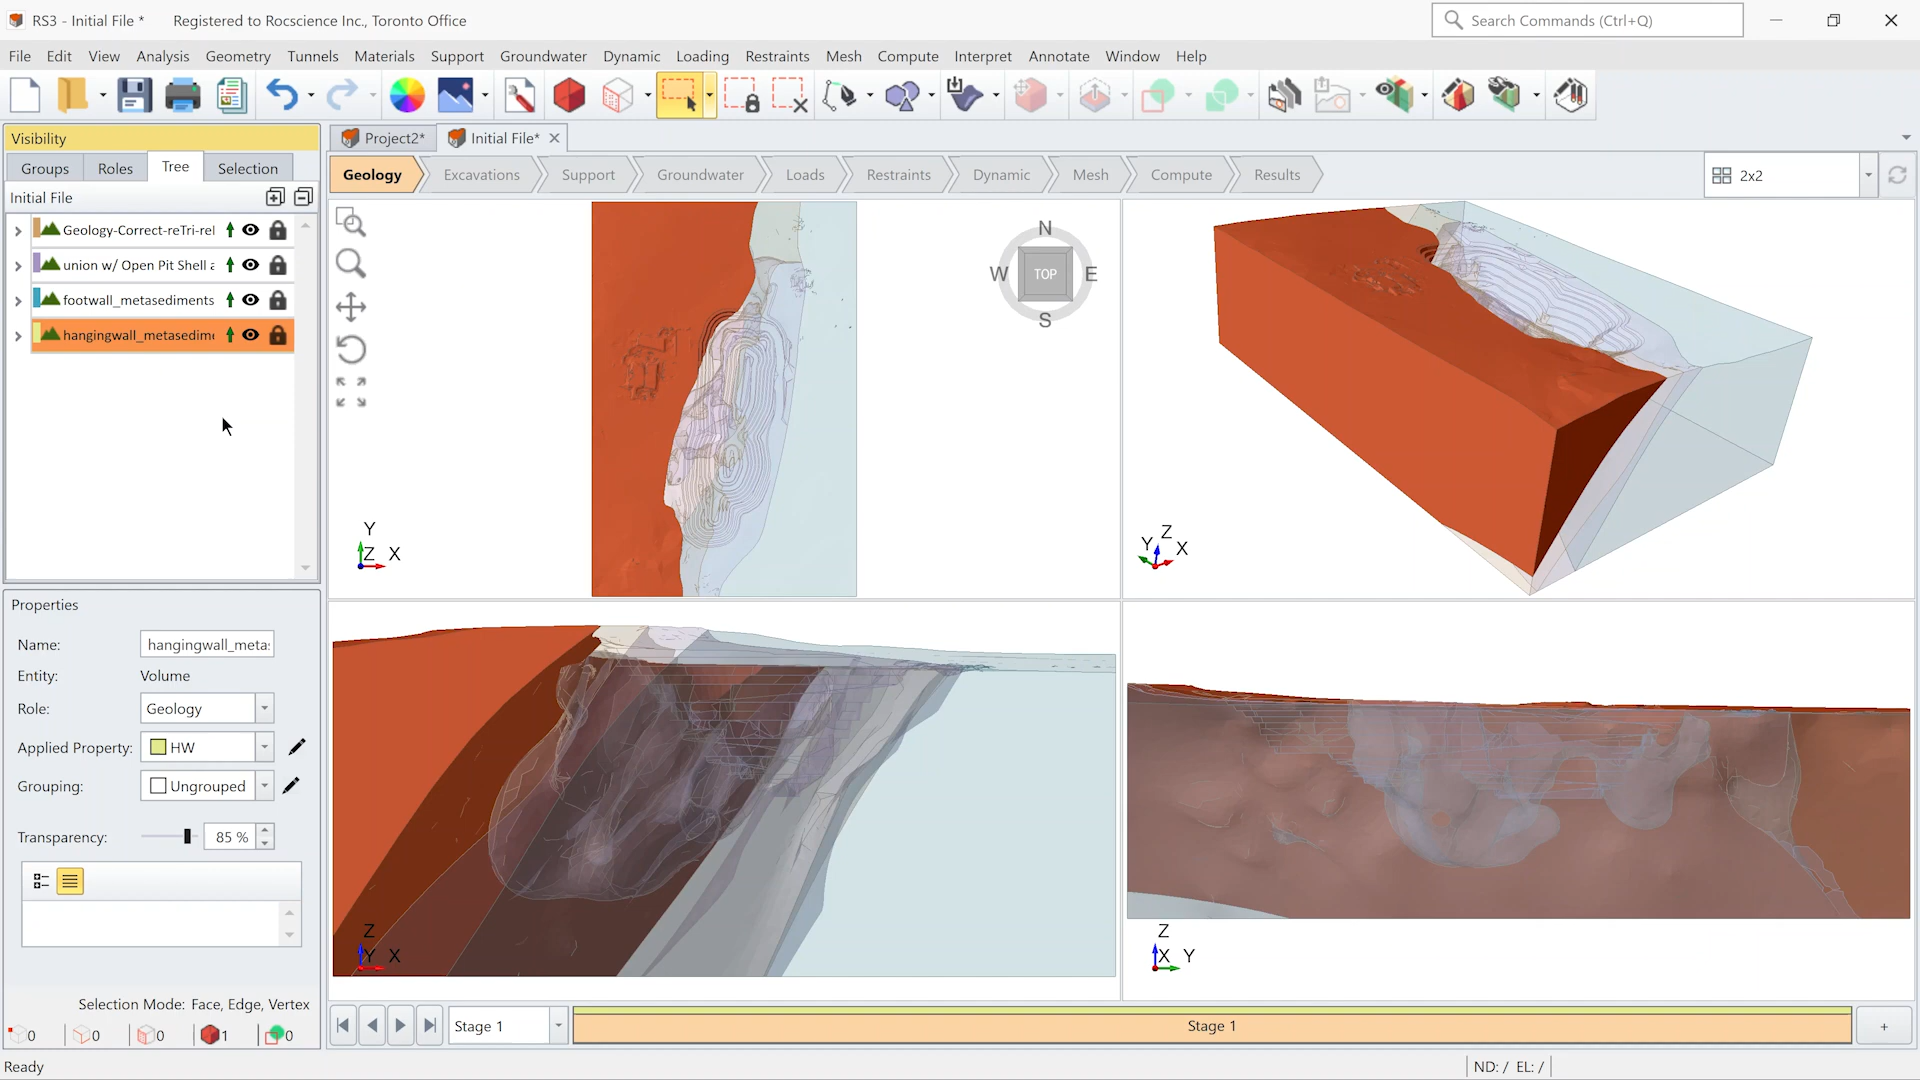 RS3 - Initial File * Registered to Rocscience Inc., Toronto Office
Search Commands (Ctrl+Q)
File Edit View Analysis Geometry Tunnels Materials Support Groundwater Dynamic Loading Restraints Mesh Compute Interpret Annotate Window Help
Visibility
Project2* Initial File*
Groups Roles Tree Selection
Geology Excavations Support Groundwater Loads Restraints Dynamic Mesh Compute Results
2x2
Initial File
Geology-Correct-reTri-rel
union w/ Open Pit Shell a
footwall_metasediments
hangingwall_metasedime
N
W TOP E
S
Y
Z X
Z
Y X
Properties
Name: hangingwall_metas
Entity: Volume
Role: Geology
Applied Property: HW
Grouping: Ungrouped
Transparency: 85 %
Z
Y X
Z
X Y
Selection Mode: Face, Edge, Vertex
0 0 0 1 0
Stage 1
Stage 1
+
Ready
ND: / EL: /